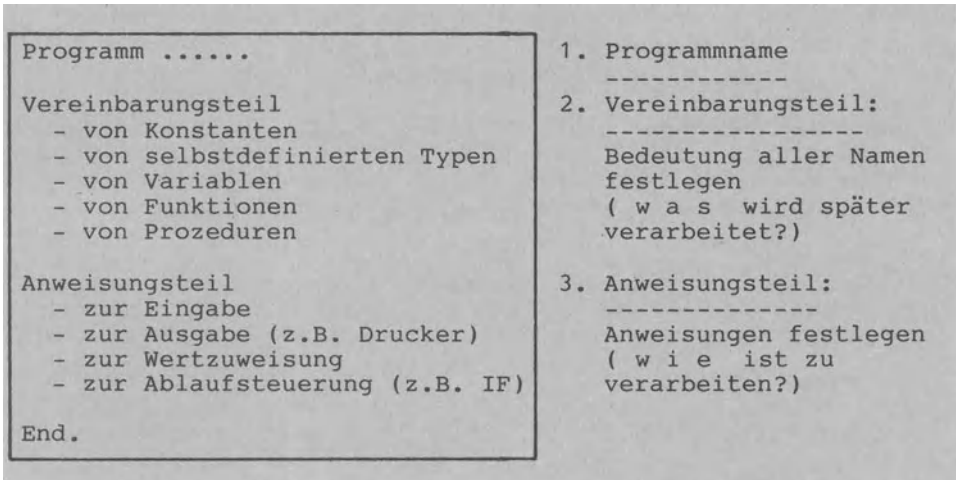 Programm ......
Vereinbarungsteil
- von Konstanten
- von selbstdefinierten Typen
- von Variablen
- von Funktionen
- von Prozeduren
Anweisungsteil
- zur Eingabe
- zur Ausgabe (z.B. Drucker)
- zur Wertzuweisung
- zur Ablaufsteuerung (z.B. IF)
End.
1. Programmname
------------
2. Vereinbarungsteil:
-----------------
Bedeutung aller Namen
festlegen
( w a s wird später
verarbeitet?)
3. Anweisungsteil:
--------------
Anweisungen festlegen
( w i e ist zu
verarbeiten?)